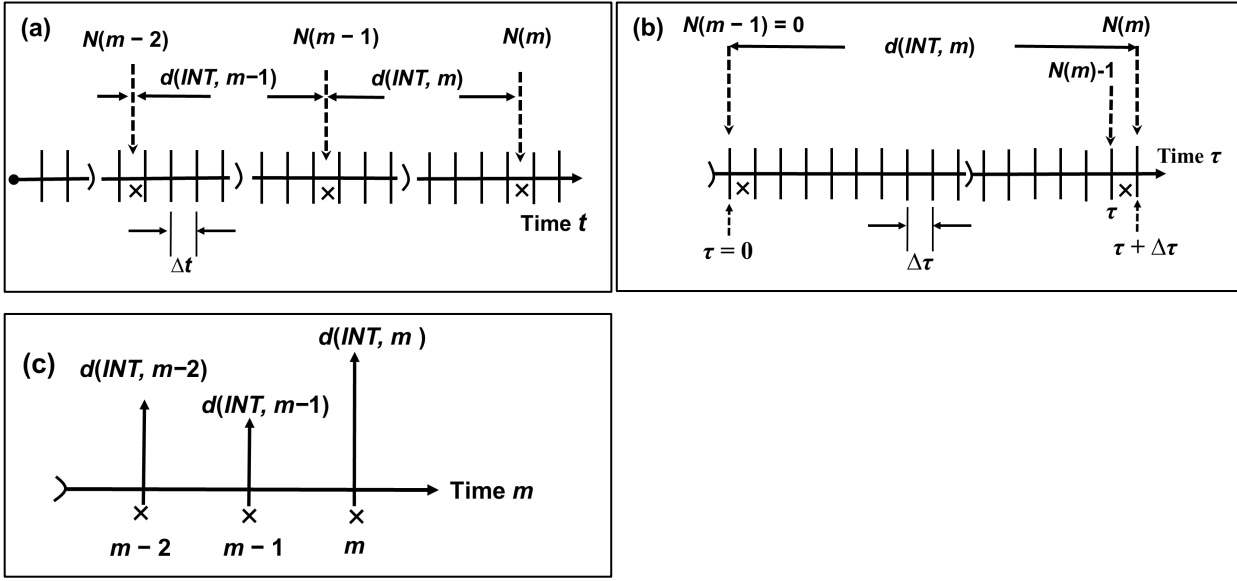 (a)
N(m − 2)
N(m − 1)
N(m)
d(INT, m−1)
d(INT, m)
Time t
Δt
(b)
N(m − 1) = 0
N(m)
d(INT, m)
N(m)-1
Time τ
τ
τ = 0
Δτ
τ + Δτ
(c)
d(INT, m )
d(INT, m−2)
d(INT, m−1)
Time m
m − 2
m − 1
m